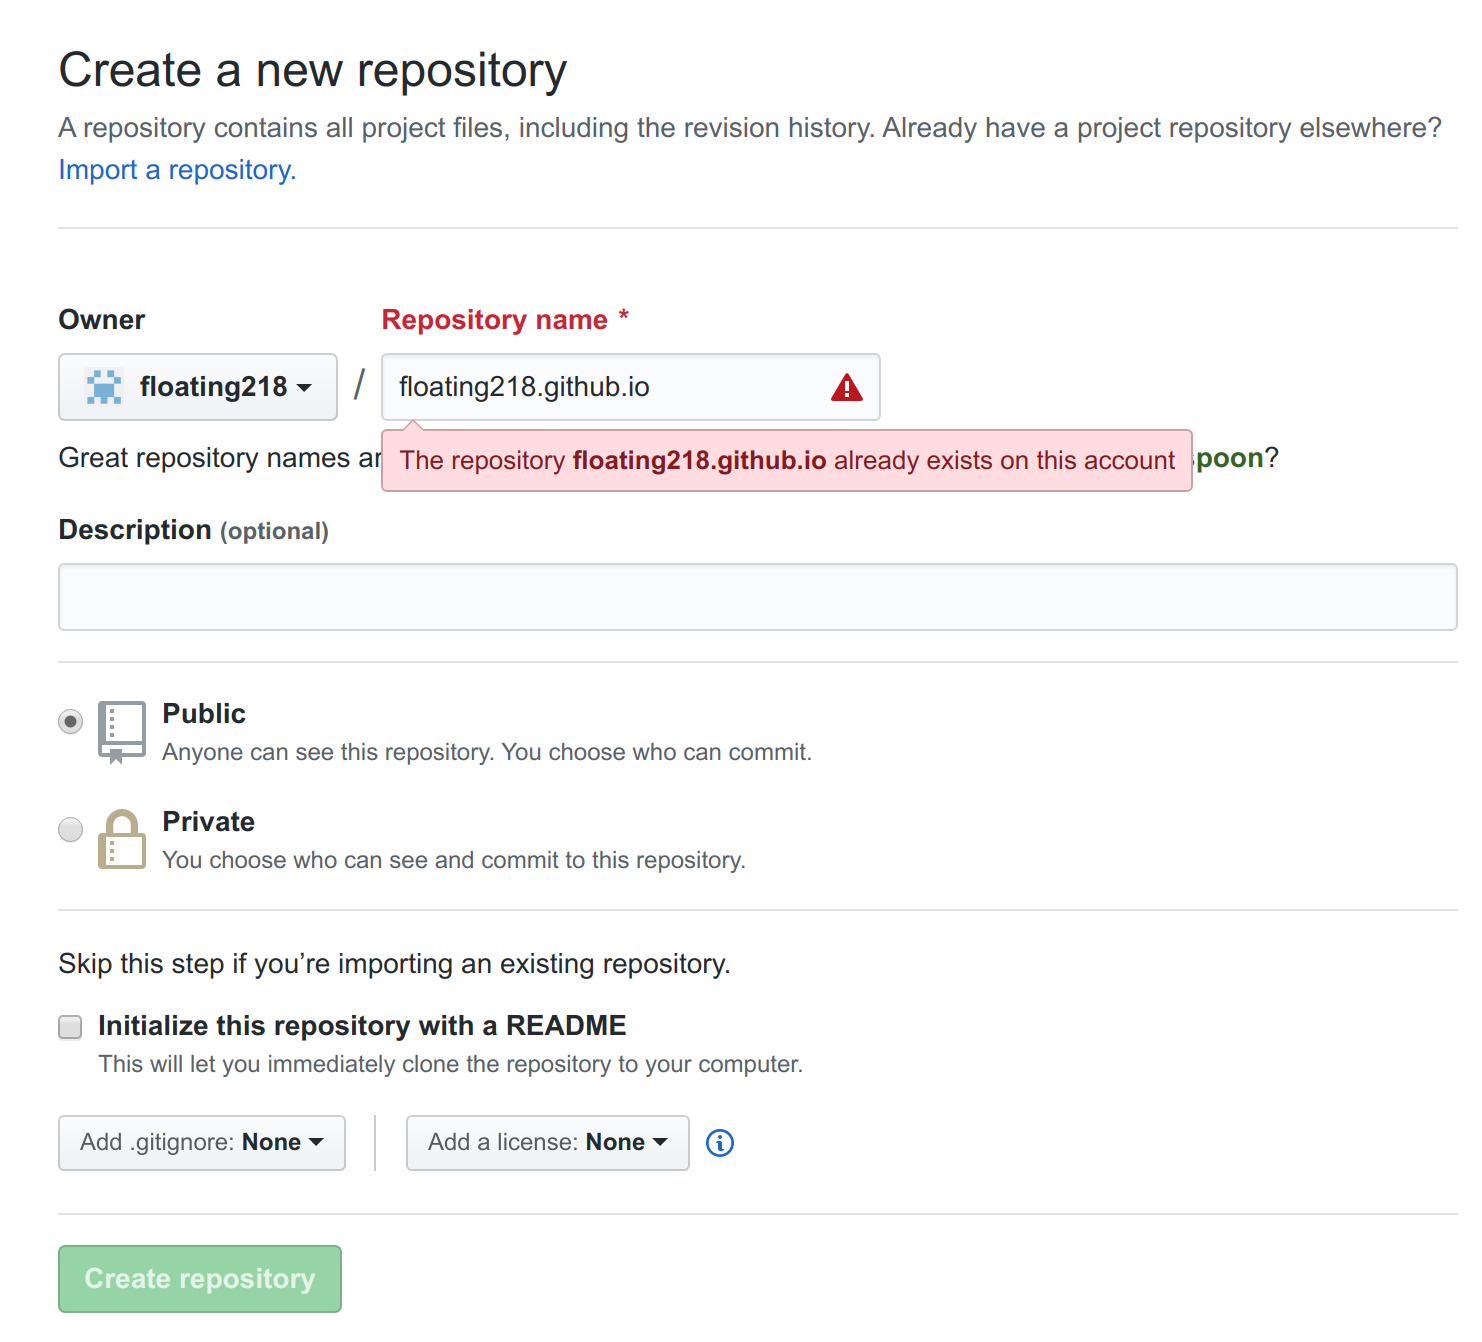 Create a new repository
A repository contains all project files, including the revision history. Already have a project repository elsewhere?
Import a repository.
Owner
Repository name *
floating218
/
floating218.github.io
Great repository names
The repository floating218.github.io already exists on this account
poon?
Description (optional)
Public
Anyone can see this repository. You choose who can commit.
Private
You choose who can see and commit to this repository.
Skip this step if you’re importing an existing repository.
Initialize this repository with a README
This will let you immediately clone the repository to your computer.
Add .gitignore: None
Add a license: None
Create repository